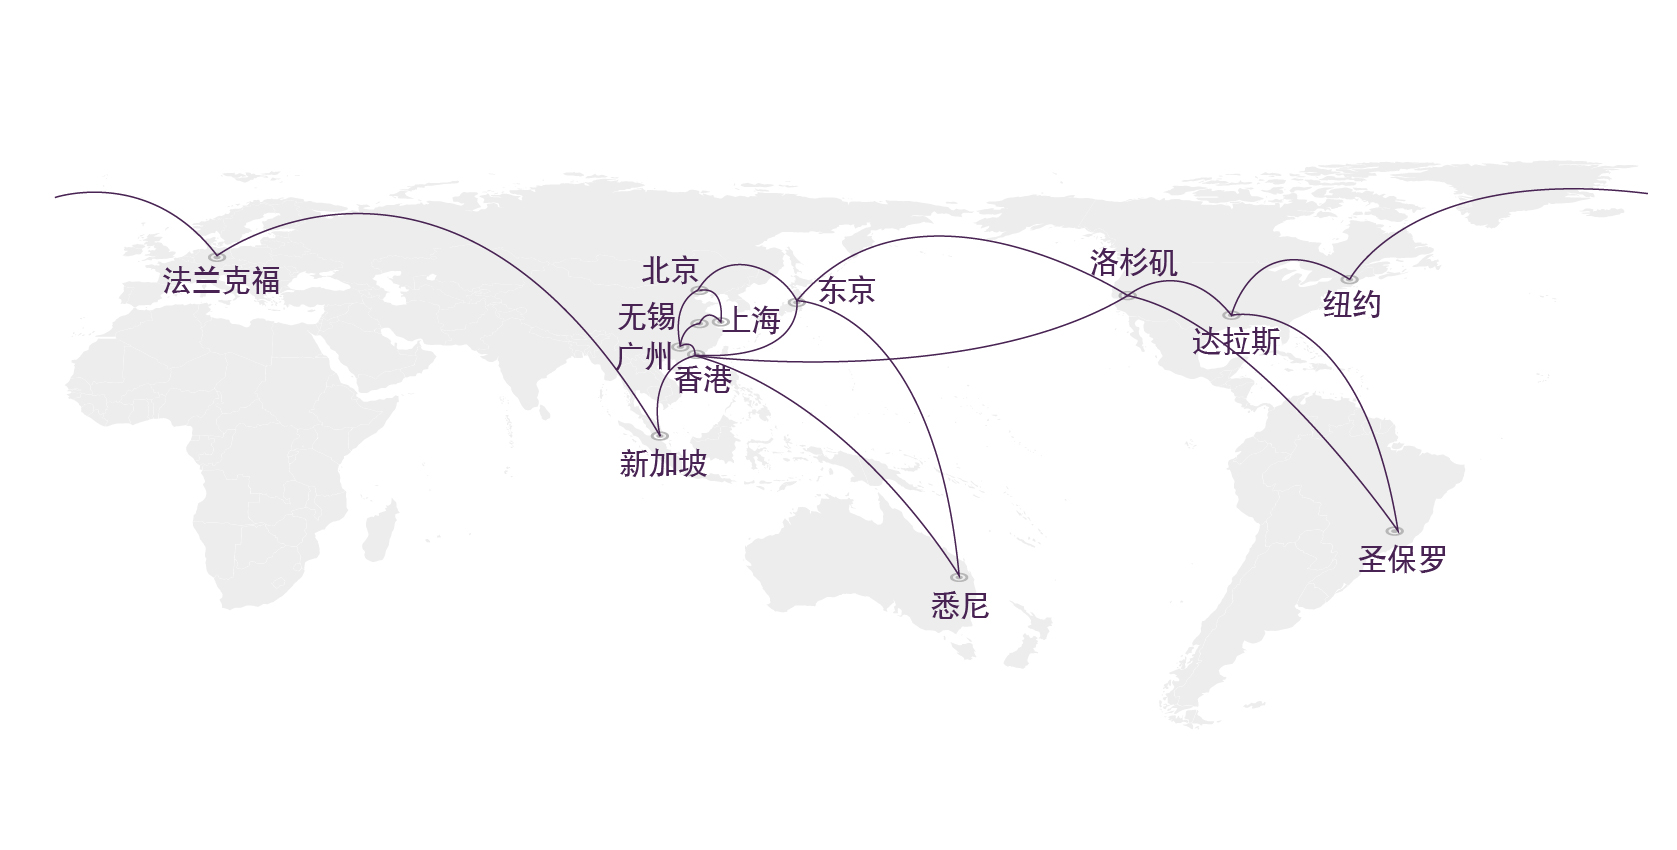 洛杉矶
北京
法兰克福
东京
纽约
无锡
上海
达拉斯
广州
香港
新加坡
圣保罗
悉尼